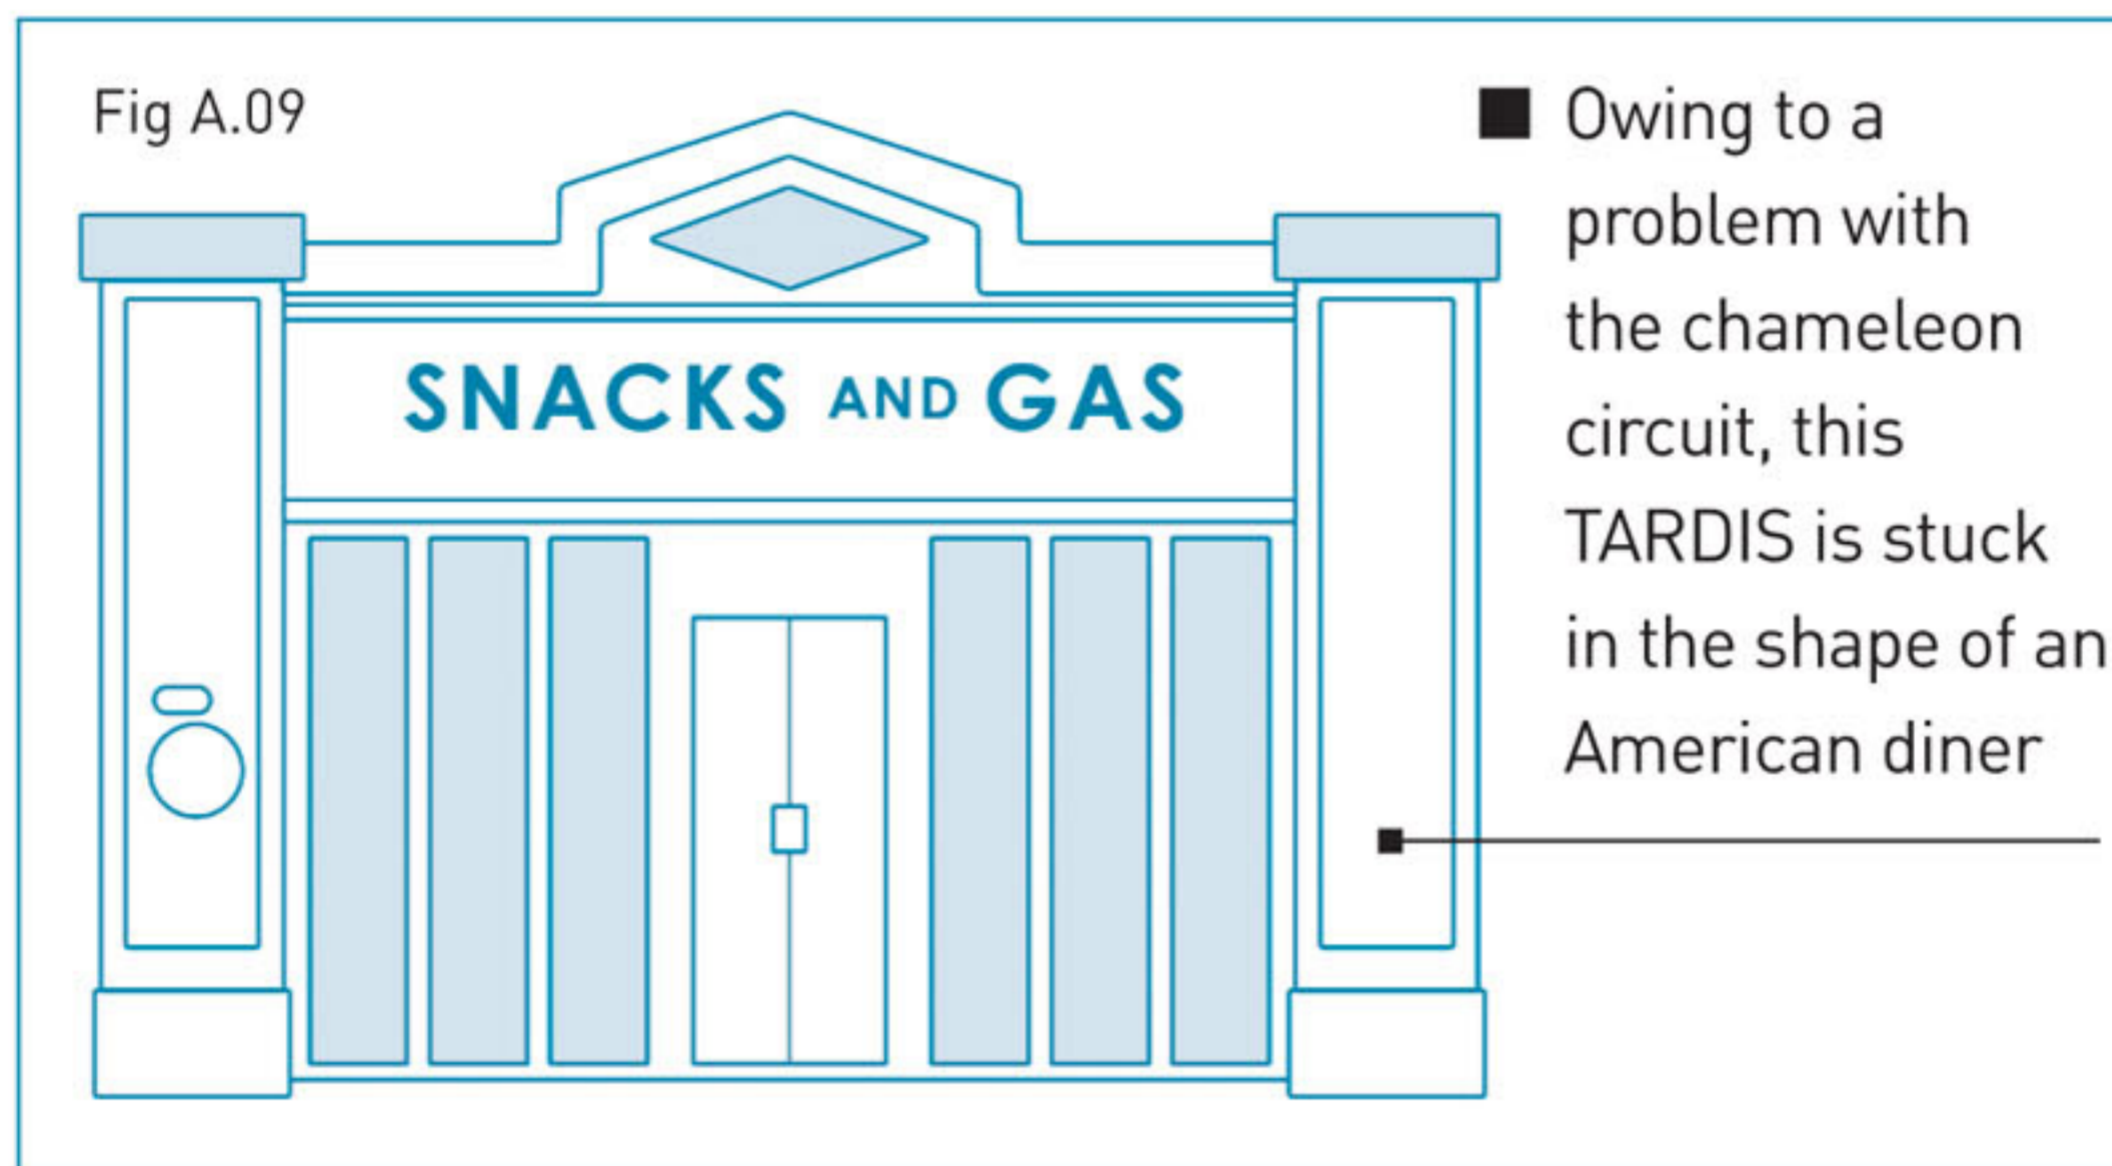 Fig A.09
SNACKS AND GAS
Owing to a
problem with
the chameleon
circuit, this
TARDIS is stuck
in the shape of an
American diner